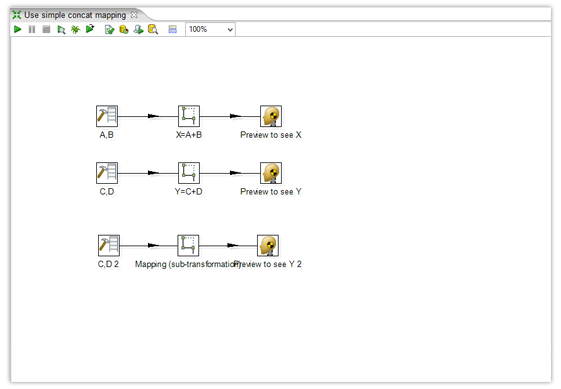 Use simple concat mapping
100%
A,B X=A+B Preview to see X
C,D Y=C+D Preview to see Y
C,D 2 Mapping (sub-transformation) Preview to see Y 2